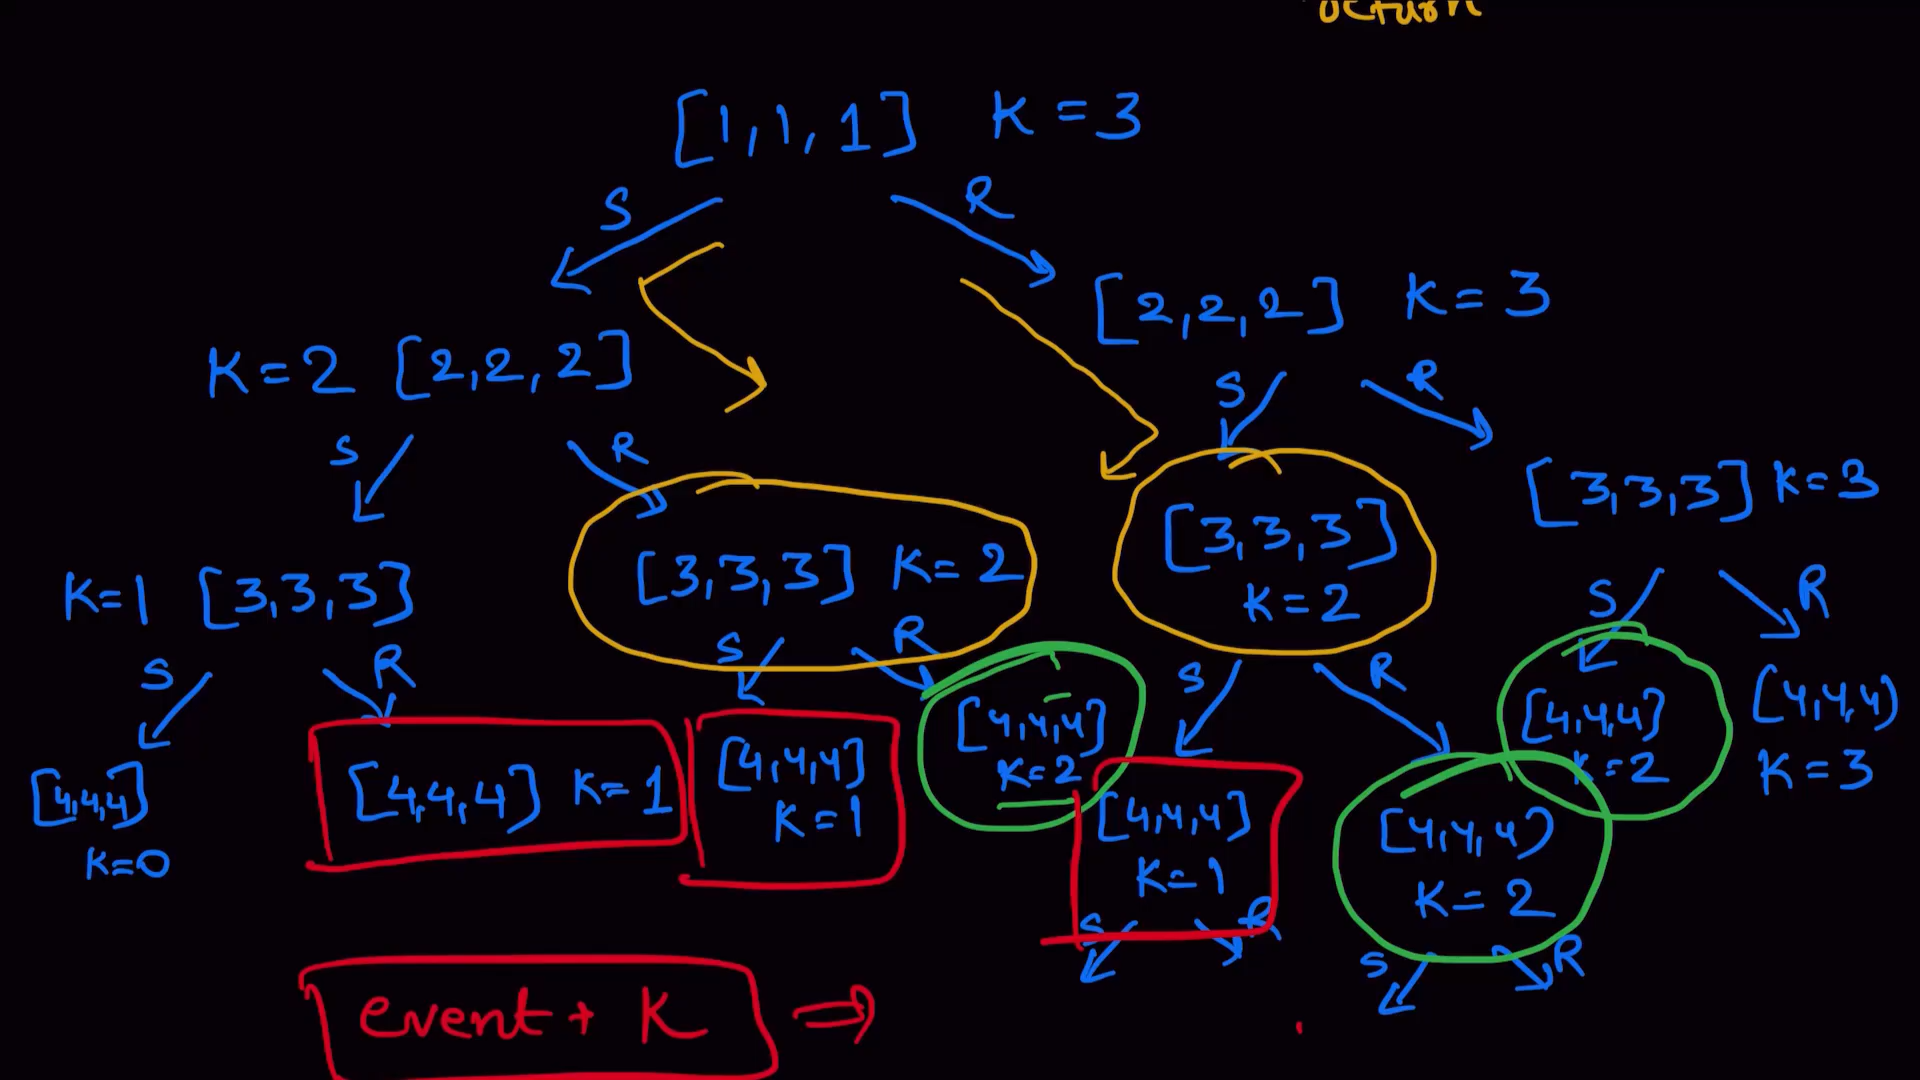 [1,1,1] K=3
S R
[2,2,2] K=3
K=2 [2,2,2]
S R
S R
[3,3,3] K=3
[3,3,3] K=2
[3,3,3]
K=2
K=1 [3,3,3]
S R
S R
S R
S R
[4,4,4]
K=0
[4,4,4] K=1
[4,4,4]
K=1
[4,4,4]
K=2
[4,4,4]
K=1
S R
[4,4,4)
K=2
S R
[4,4,4]
K=2
[4,4,4)
K=3
event + K ⇒